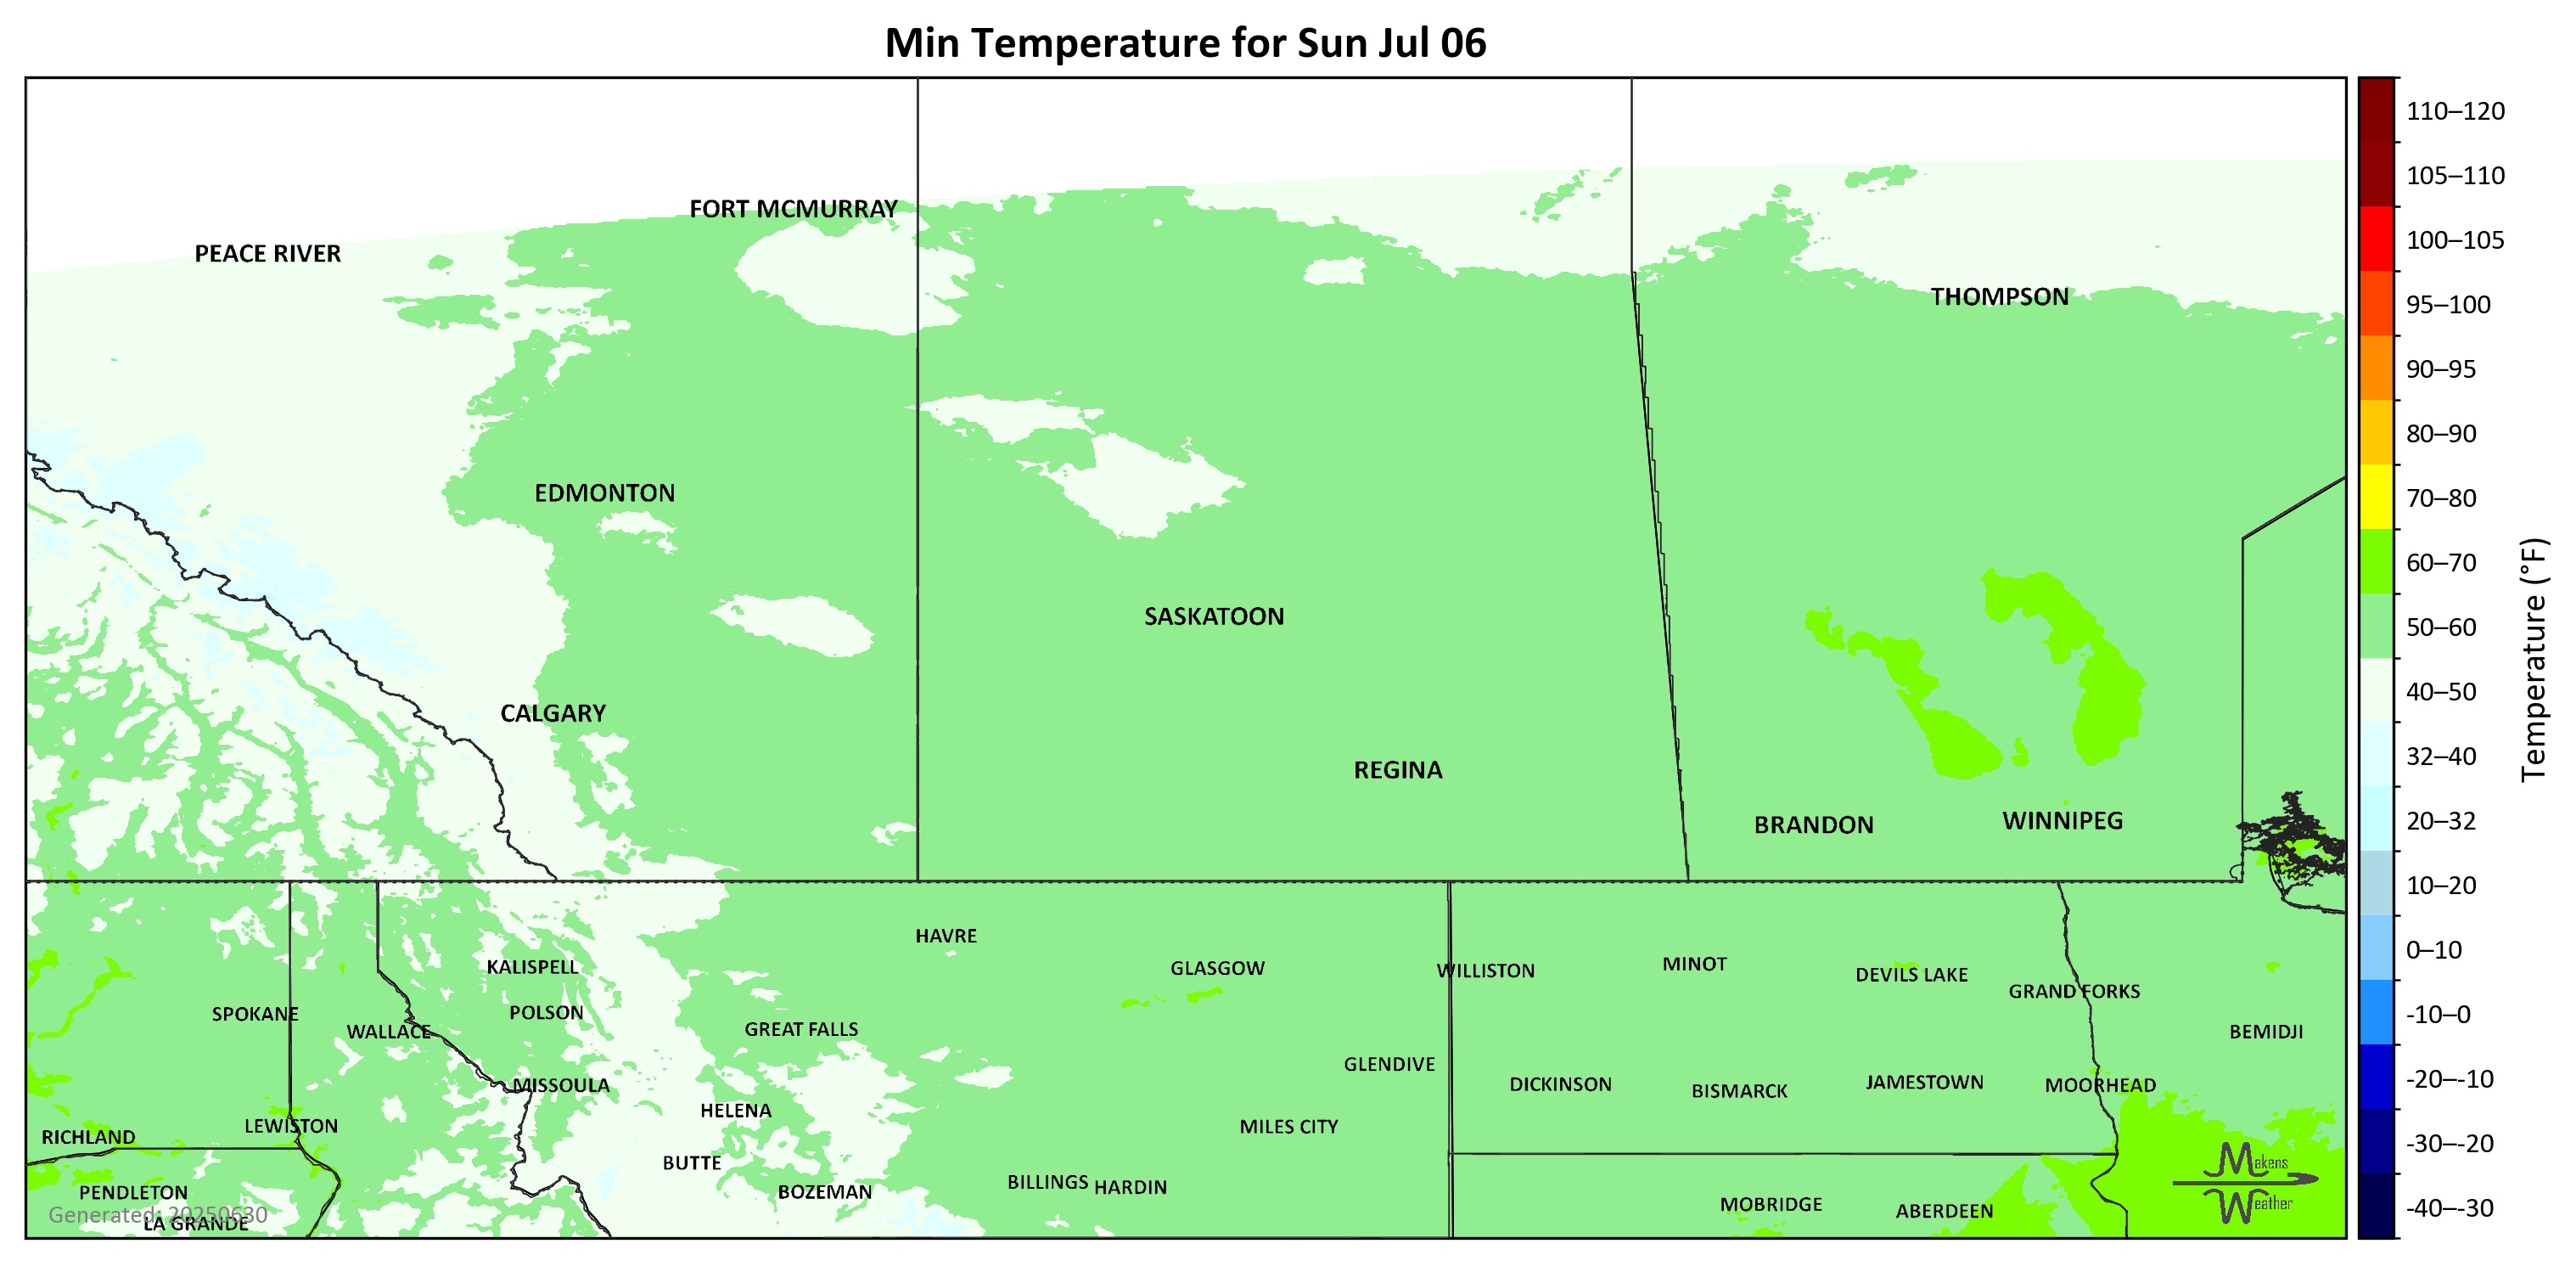 Min Temperature for Sun Jul 06
FORT MCMURRAY
PEACE RIVER
THOMPSON
EDMONTON
SASKATOON
CALGARY
REGINA
BRANDON
WINNIPEG
HAVRE
KALISPELL
GLASGOW
WILLISTON
MINOT
DEVILS LAKE
GRAND FORKS
SPOKANE
POLSON
WALLACE
GREAT FALLS
BEMIDJI
GLENDIVE
MISSOULA
DICKINSON
BISMARCK
JAMESTOWN
MOORHEAD
HELENA
LEWISTON
MILES CITY
RICHLAND
BUTTE
BILLINGS
HARDIN
PENDLETON
BOZEMAN
MOBRIDGE
ABERDEEN
Generated: 20250630
LA GRANDE
Makens
Weather
110–120
105–110
100–105
95–100
90–95
80–90
70–80
60–70
50–60
40–50
32–40
20–32
10–20
0–10
-10–0
-20–-10
-30–-20
-40–-30
Temperature (°F)